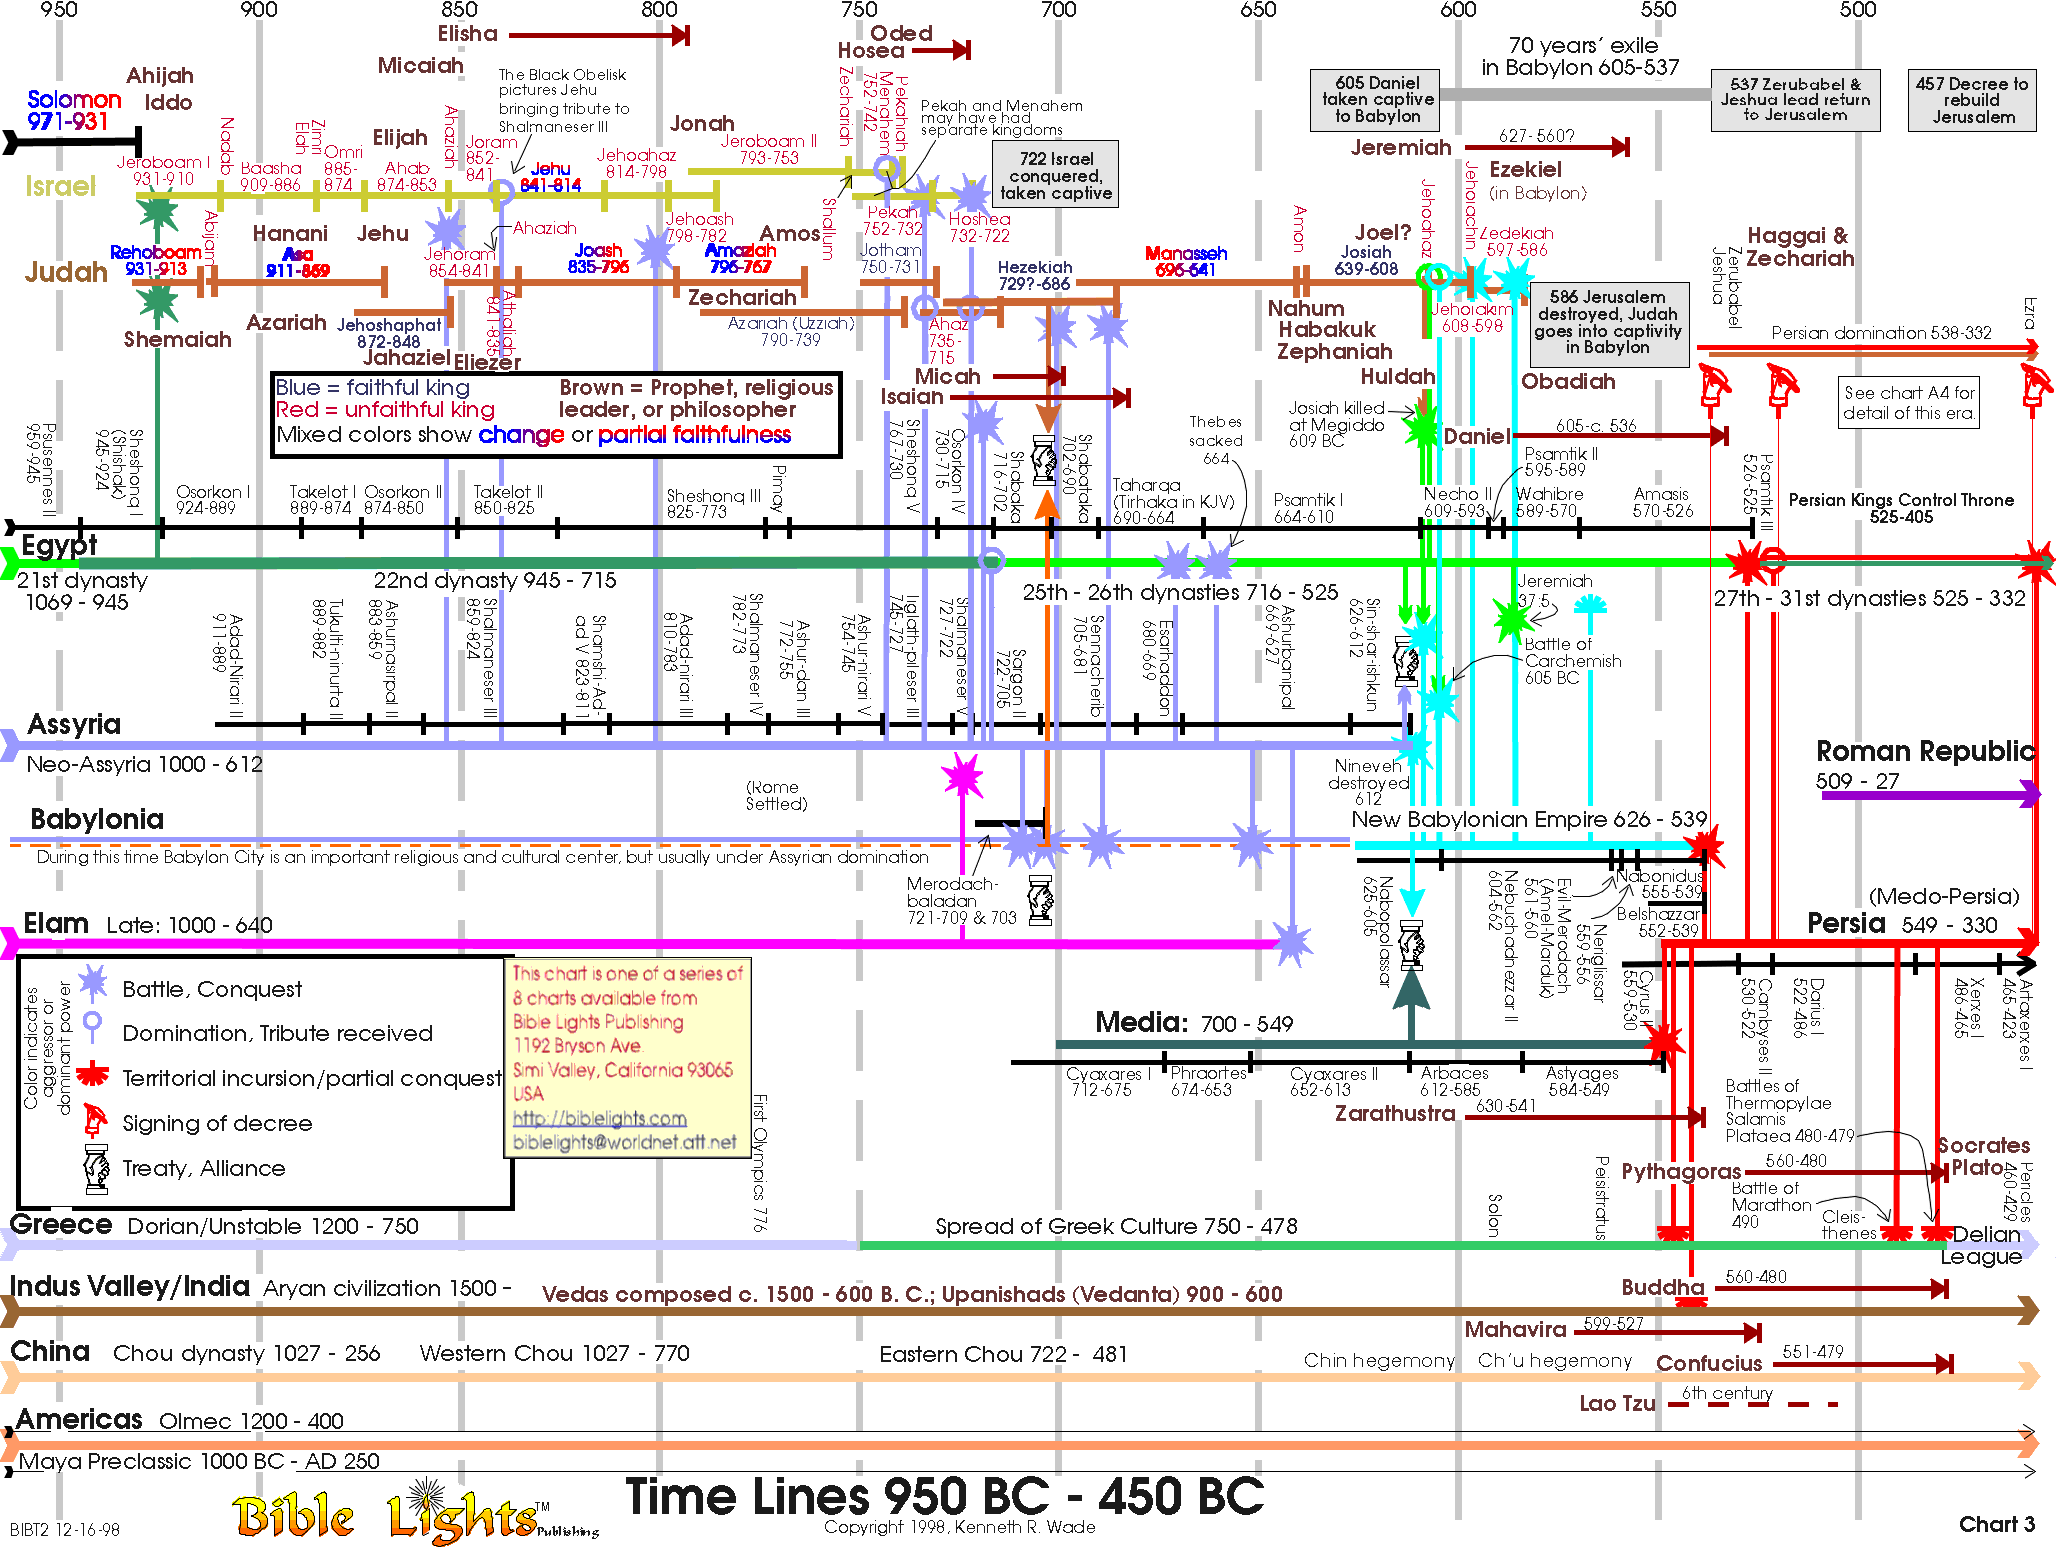 950 900 850 800 750 700 650 600 550 500
Elisha
Micaiah
Oded
Hosea
70 years' exile
in Babylon 605-537
Ahijah
Iddo
Solomon
971-931
The Black Obelisk
pictures Jehu
bringing tribute to
Shalmaneser III
Zechariah
Menahem
752-742
Pekahiah
Pekah and Menahem
may have had
separate kingdoms
605 Daniel
taken captive
to Babylon
537 Zerubabel &
Jeshua lead return
to Jerusalem
457 Decree to
rebuild
Jerusalem
Israel
Jeroboam I
931-910
Nadab
Baasha
909-886
Elah
Zimri
Omri
885-
874
Elijah
Ahab
874-853
Ahaziah
Joram
852-
841
Jehu
841-814
Jehoahaz
814-798
Jonah
Jeroboam II
793-753
Jehoash
798-782
Shallum
Pekah
752-732
Hoshea
732-722
722 Israel
conquered,
taken captive
Jeremiah
627-560?
Ezekiel
(in Babylon)
Judah
Rehoboam
931-913
Abijam
Hanani
Asa
911-869
Jehu
Jehoram
854-841
Ahaziah
Joash
835-796
Amaziah
796-767
Amos
Jotham
750-731
Hezekiah
729?-686
Manasseh
696-641
Amon
Joel?
Josiah
639-608
Jehoahaz
Jehoiachin
Zedekiah
597-586
Haggai &
Zechariah
Zerubabel
Jeshua
Ezra
Shemaiah
Azariah
Jehoshaphat
872-848
Jahaziel
Eliezer
Athaliah
841-835
Zechariah
Azariah (Uzziah)
790-739
Ahaz
735-
715
Micah
Isaiah
Nahum
Habakuk
Zephaniah
Huldah
Jehoiakim
608-598
586 Jerusalem
destroyed, Judah
goes into captivity
in Babylon
Obadiah
Persian domination 538-332
See chart A4 for
detail of this era.
Blue = faithful king
Red = unfaithful king
Brown = Prophet, religious
leader, or philosopher
Mixed colors show change or partial faithfulness
Josiah killed
at Megiddo
609 BC
Daniel
605-c. 536
Thebes
sacked
664
Psusennes II
959-945
Sheshonq I
(Shishak)
945-924
Osorkon I
924-889
Takelot I
889-874
Osorkon II
874-850
Takelot II
850-825
Sheshonq III
825-773
Pimay
Sheshonq V
767-730
Osorkon IV
730-715
Shabaka
716-702
Shabataka
702-690
Taharqa
(Tirhaka in KJV)
690-664
Psamtik I
664-610
Necho II
609-593
Psamtik II
595-589
Wahibre
589-570
Amasis
570-526
Psamtik III
526-525
Persian Kings Control Throne
525-405
Egypt
21st dynasty
1069 - 945
22nd dynasty 945 - 715
25th - 26th dynasties 716 - 525
27th - 31st dynasties 525 - 332
Jeremiah
37:5
Battle of
Carchemish
605 BC
Adad-Nirari II
911-889
Tukulti-ninurta II
889-882
Ashurnasirpal II
883-859
Shalmaneser III
859-824
Shamshi-Ad-
ad V 823-811
Adad-nirari III
810-783
Shalmaneser IV
782-773
Ashur-dan III
772-755
Ashur-nirari V
754-745
Tiglath-pileser III
745-727
Shalmaneser V
727-722
Sargon II
722-705
Sennacherib
705-681
Esarhaddon
680-669
Ashurbanipal
669-627
Sin-shar-ishkun
626-612
Assyria
Neo-Assyria 1000 - 612
Nineveh
destroyed
612
Roman Republic
509 - 27
(Rome
Settled)
Babylonia
During this time Babylon City is an important religious and cultural center, but usually under Assyrian domination
New Babylonian Empire 626 - 539
Merodach-
baladan
721-709 & 703
Nabopolassar
625-605
Nebuchadnezzar II
604-562
Evil-Merodach
(Amel-Marduk)
561-560
Neriglissar
559-556
Nabonidus
555-539
Belshazzar
552-539
Elam Late: 1000 - 640
(Medo-Persia)
Persia 549 - 330
Cyrus II
559-530
Cambyses II
530-522
Darius I
522-486
Xerxes I
486-465
Artaxerxes I
465-423
Color indicates
aggressor or
dominant power
Battle, Conquest
Domination, Tribute received
Territorial incursion/partial conquest
Signing of decree
Treaty, Alliance
This chart is one of a series of
8 charts available from
Bible Lights Publishing
1192 Bryson Ave.
Simi Valley, California 93065
USA
http://biblelights.com
biblelights@worldnet.att.net
Media: 700 - 549
Cyaxares I
712-675
Phraortes
674-653
Cyaxares II
652-613
Arbaces
612-585
Astyages
584-549
Zarathustra
630-541
Battles of
Thermopylae
Salamis
Plataea 480-479
Pythagoras
560-480
Socrates
Plato
Pericles
460-429
Battle of
Marathon
490
Cleis-
thenes
First Olympics 776
Solon
Peisistratus
Greece Dorian/Unstable 1200 - 750
Spread of Greek Culture 750 - 478
Delian
League
Indus Valley/India Aryan civilization 1500 -
Vedas composed c. 1500 - 600 B. C.; Upanishads (Vedanta) 900 - 600
Buddha
560-480
Mahavira
599-527
China Chou dynasty 1027 - 256 Western Chou 1027 - 770
Eastern Chou 722 - 481
Chin hegemony Ch'u hegemony
Confucius
551-479
Lao Tzu
6th century
Americas Olmec 1200 - 400
Maya Preclassic 1000 BC - AD 250
Time Lines 950 BC - 450 BC
Bible Lights™
Publishing
BIBT2 12-16-98
Copyright 1998, Kenneth R. Wade
Chart 3